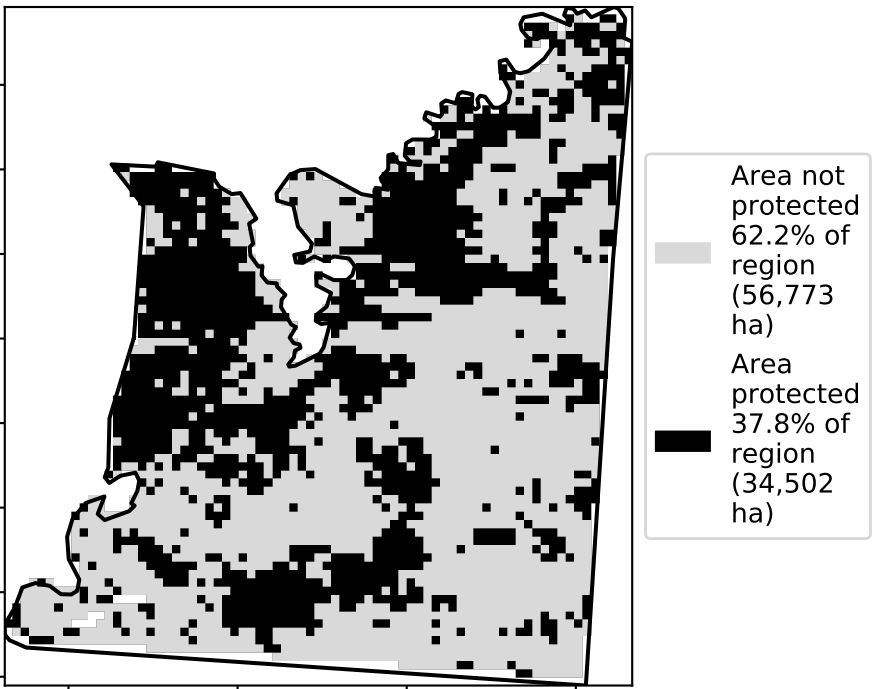 Area not
protected
62.2% of
region
(56,773
ha)
Area
protected
37.8% of
region
(34,502
ha)